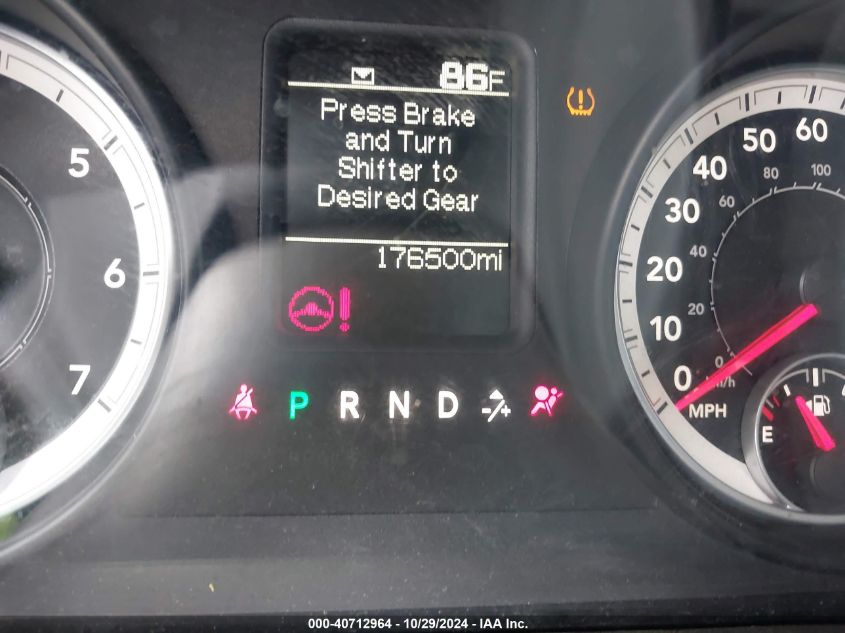 86F
Press Brake
and Turn
Shifter to
Desired Gear
176500mi
P R N D
5
6
7
60
50
40
30
20
10
0
MPH
100
80
60
40
20
0
km/h
E
000-40712964 - 10/29/2024 - IAA Inc.